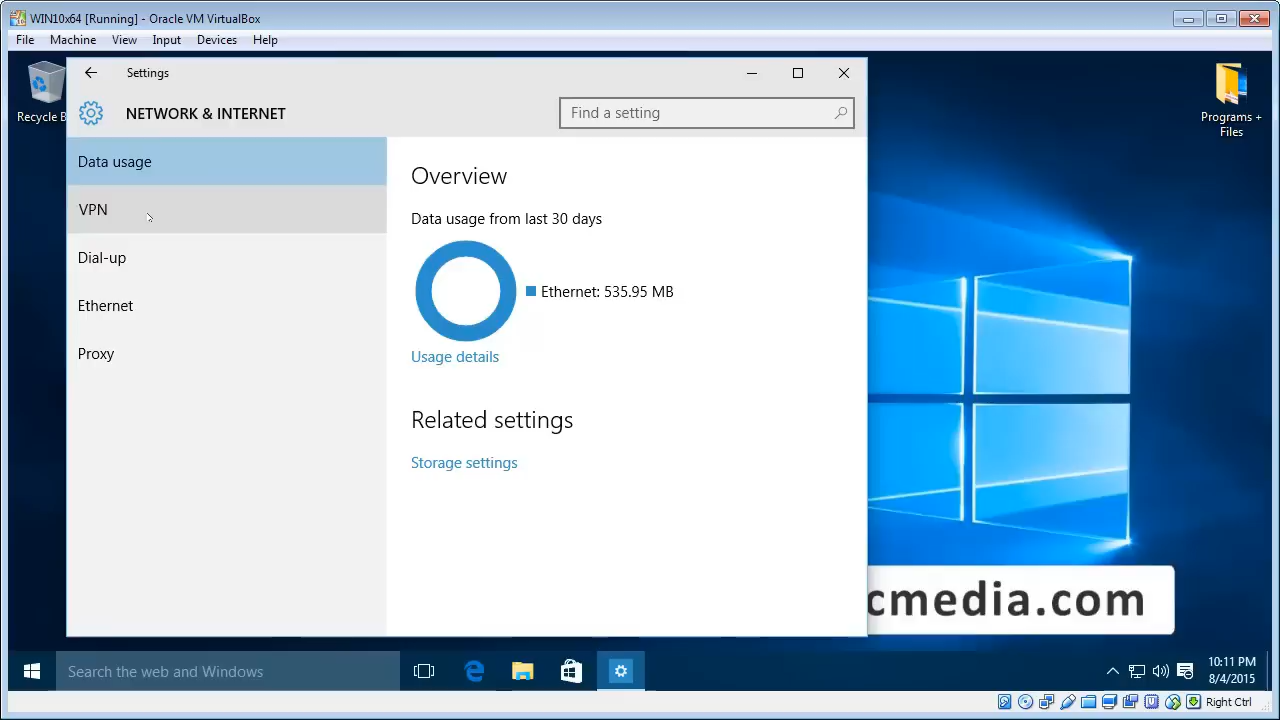 WIN10x64 [Running] - Oracle VM VirtualBox
File Machine View Input Devices Help
Recycle
Settings
Programs +
Files
NETWORK & INTERNET
Find a setting
Data usage
VPN
Dial-up
Ethernet
Proxy
Overview
Data usage from last 30 days
Ethernet: 535.95 MB
Usage details
Related settings
Storage settings
cmedia.com
Search the web and Windows
10:11 PM
8/4/2015
Right Ctrl